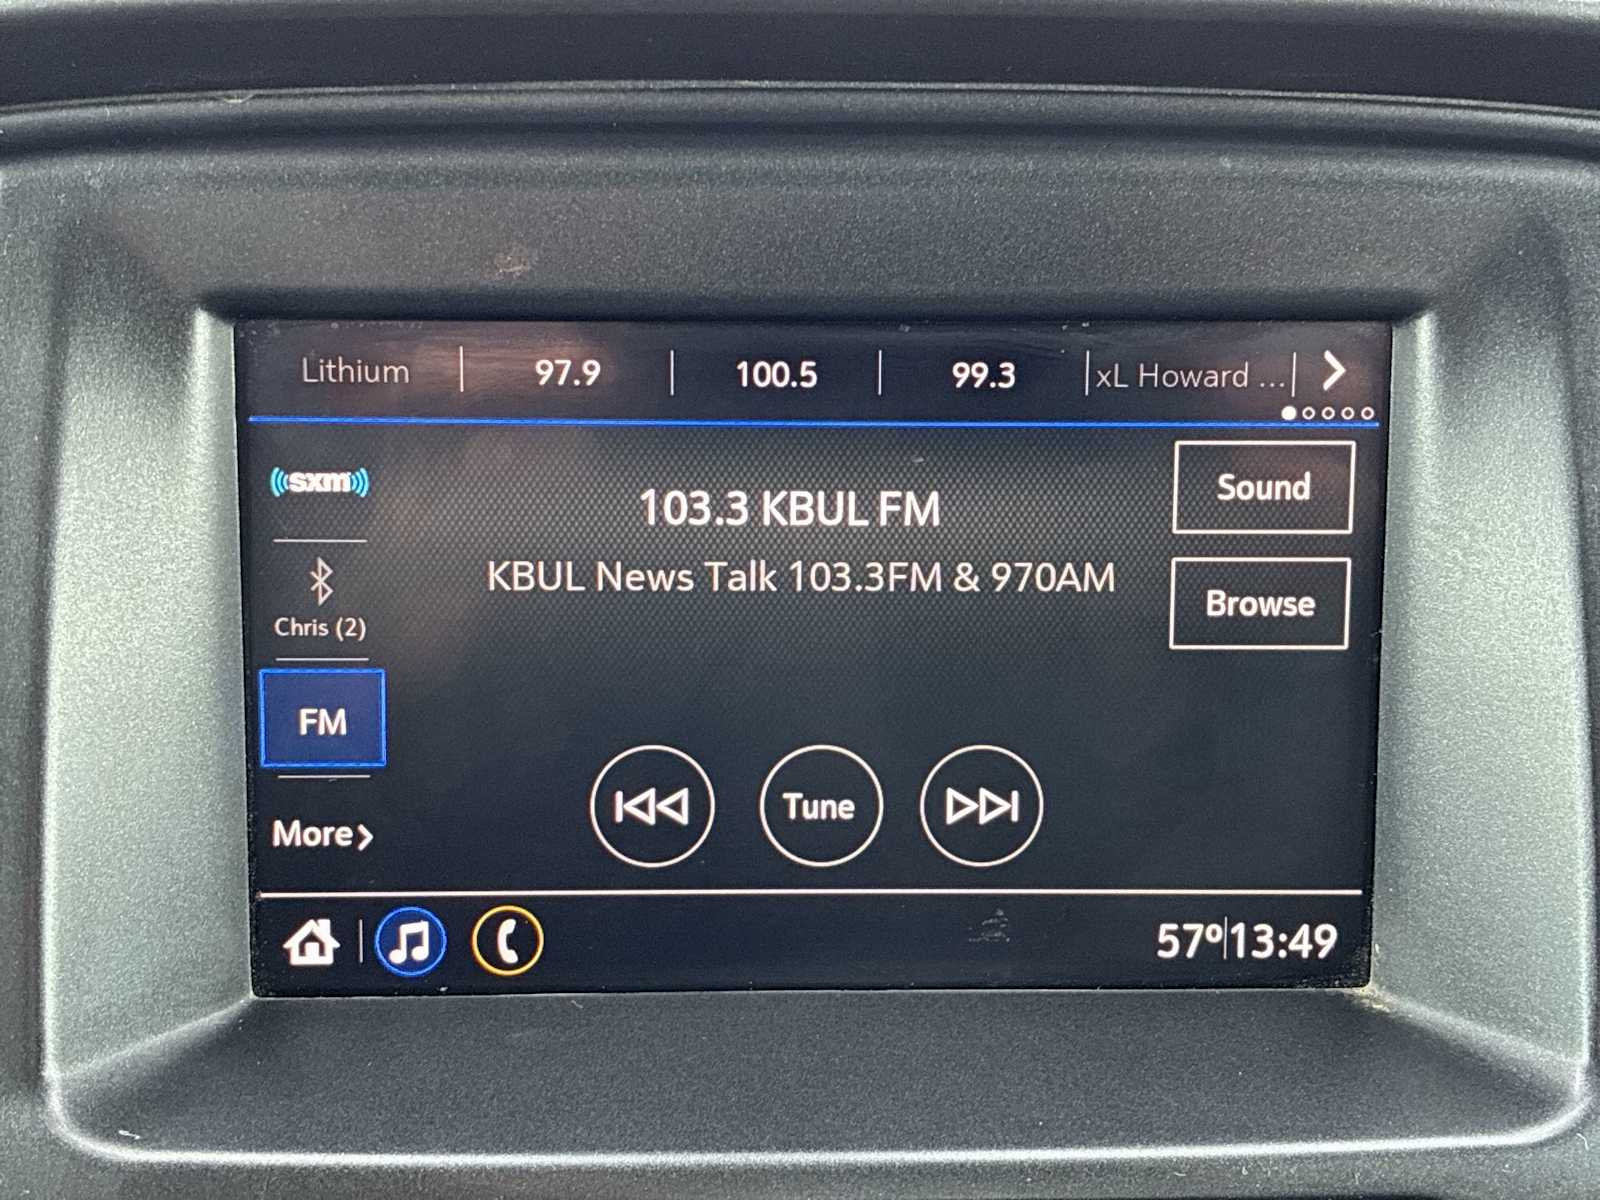 Lithium | 97.9 | 100.5 | 99.3 | xL Howard ... |
sxm
Sound
103.3 KBUL FM
KBUL News Talk 103.3FM & 970AM
Browse
Chris (2)
FM
Tune
More
57° 13:49